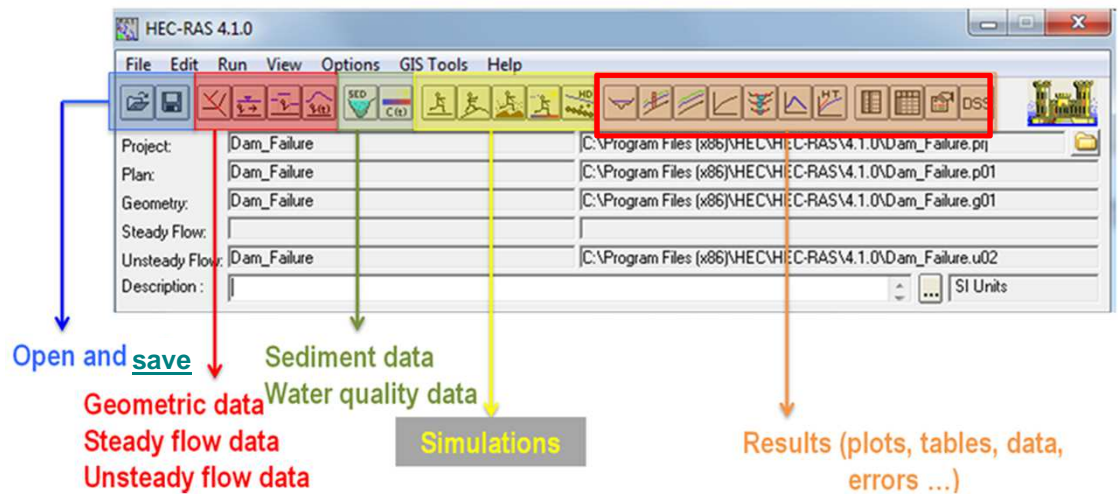 HEC-RAS 4.1.0
File Edit Run View Options GIS Tools Help
SED C(t) HD HT DSS
Project: Dam_Failure C:\Program Files (x86)\HEC\HEC-RAS\4.1.0\Dam_Failure.prj
Plan: Dam_Failure C:\Program Files (x86)\HEC\HEC-RAS\4.1.0\Dam_Failure.p01
Geometry: Dam_Failure C:\Program Files (x86)\HEC\HEC-RAS\4.1.0\Dam_Failure.g01
Steady Flow:
Unsteady Flow: Dam_Failure C:\Program Files (x86)\HEC\HEC-RAS\4.1.0\Dam_Failure.u02
Description : ... SI Units
Open and save
Geometric data
Steady flow data
Unsteady flow data
Sediment data
Water quality data
Simulations
Results (plots, tables, data,
errors ...)